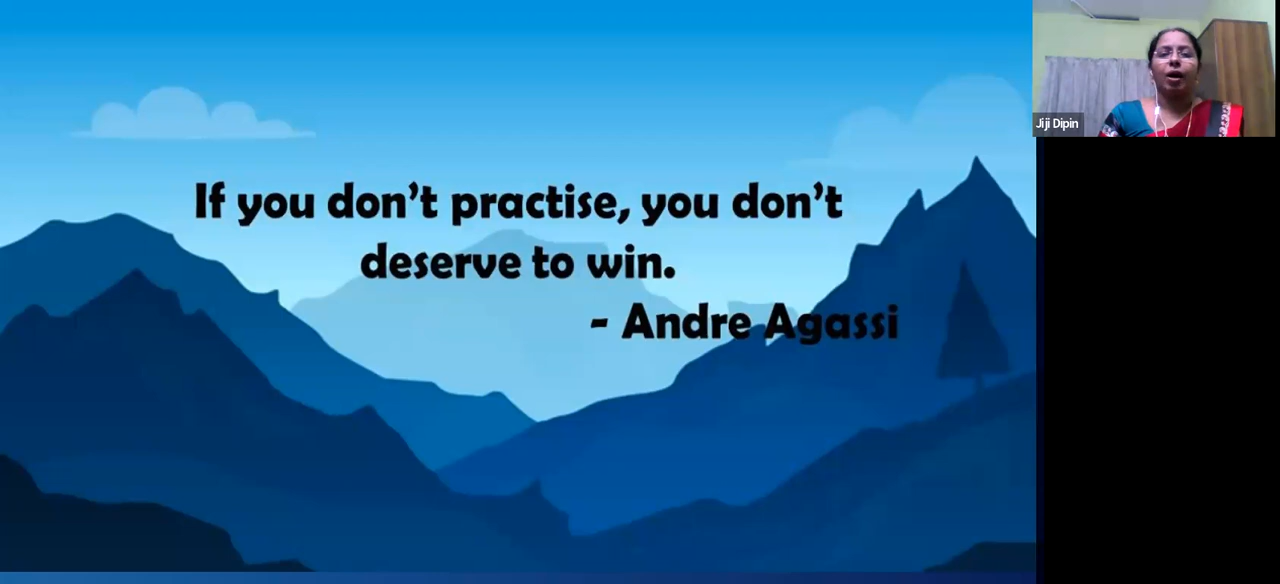 If you don’t practise, you don’t
deserve to win.
- Andre Agassi
Jiji Dipin